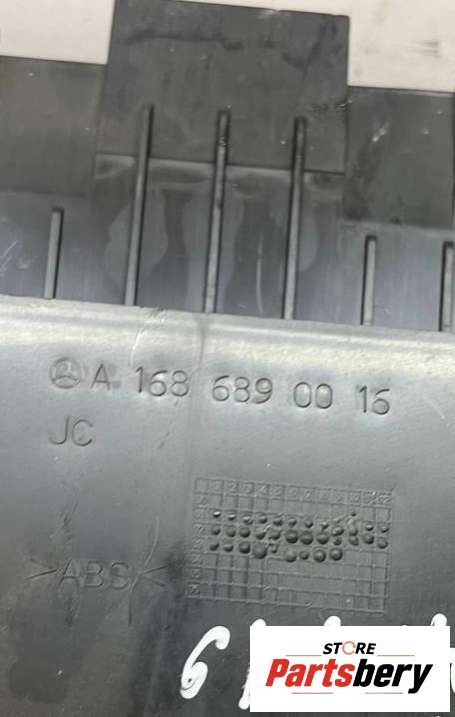 A 168 689 00 16
JC
>ABS<
STORE
Partsbery